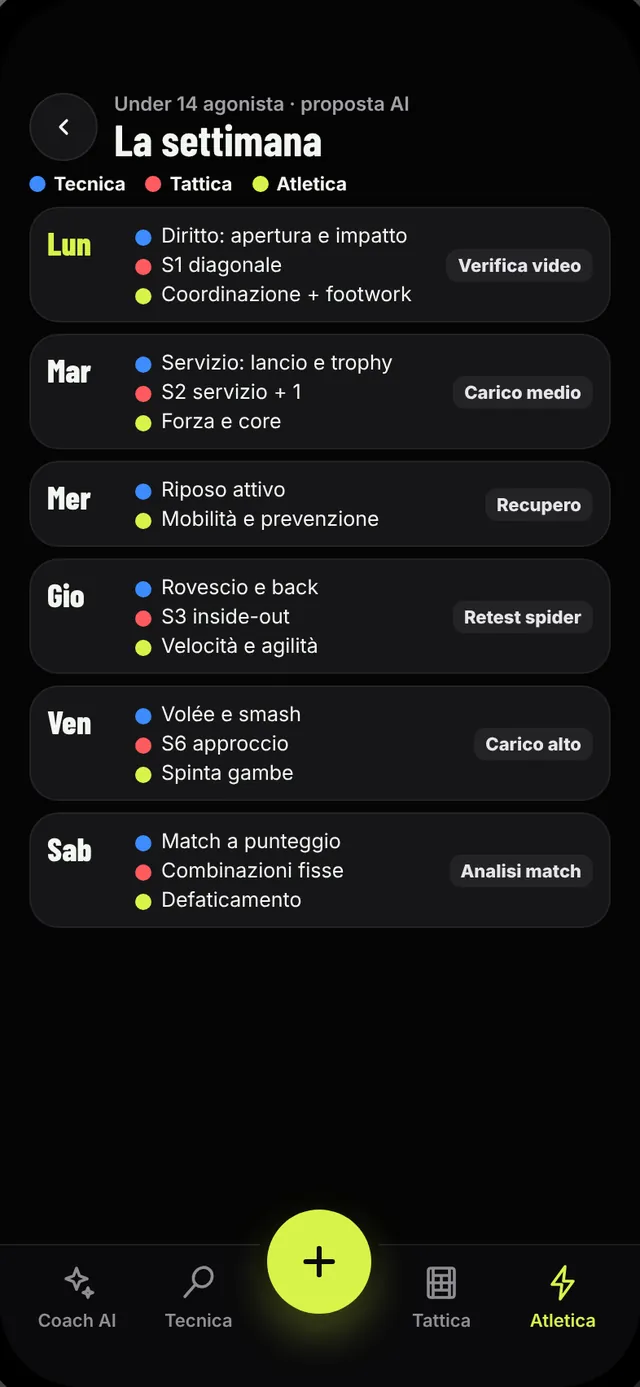 Under 14 agonista · proposta AI
La settimana
Tecnica Tattica Atletica
Lun
Diritto: apertura e impatto
S1 diagonale
Coordinazione + footwork
Verifica video
Mar
Servizio: lancio e trophy
S2 servizio + 1
Forza e core
Carico medio
Mer
Riposo attivo
Mobilità e prevenzione
Recupero
Gio
Rovescio e back
S3 inside-out
Velocità e agilità
Retest spider
Ven
Volée e smash
S6 approccio
Spinta gambe
Carico alto
Sab
Match a punteggio
Combinazioni fisse
Defaticamento
Analisi match
Coach AI Tecnica Tattica Atletica